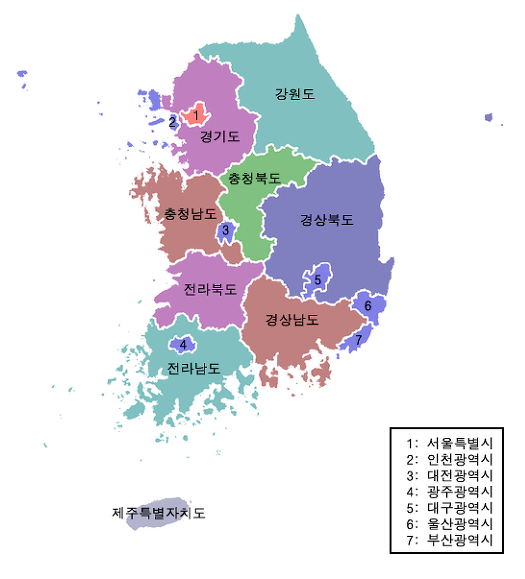 강원도
1
2
경기도
충청북도
충청남도
경상북도
3
5
전라북도
6
경상남도
7
4
전라남도
제주특별자치도
1: 서울특별시
2: 인천광역시
3: 대전광역시
4: 광주광역시
5: 대구광역시
6: 울산광역시
7: 부산광역시